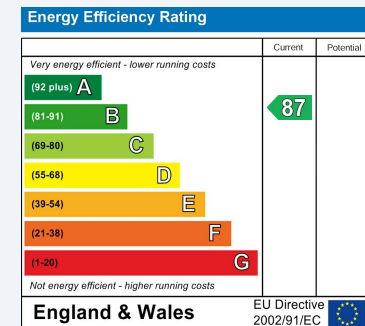 Energy Efficiency Rating
Current Potential
Very energy efficient - lower running costs
(92 plus) A
(81-91) B
87
(69-80) C
(55-68) D
(39-54) E
(21-38) F
(1-20) G
Not energy efficient - higher running costs
England & Wales
EU Directive
2002/91/EC